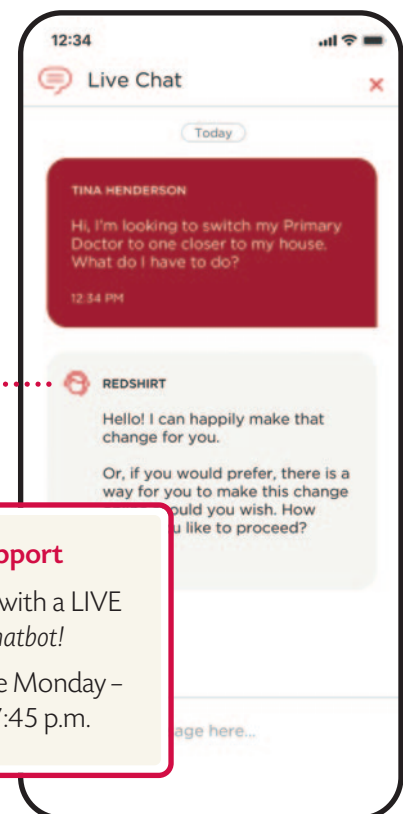 12:34
Live Chat
Today
TINA HENDERSON
Hi, I'm looking to switch my Primary
Doctor to one closer to my house.
What do I have to do?
12:34 PM
REDSHIRT
Hello! I can happily make that
change for you.
Or, if you would prefer, there is a
way for you to make this change
ould you wish. How
u like to proceed?
pport
with a LIVE
hatbot!
e Monday –
7:45 p.m.
age here...